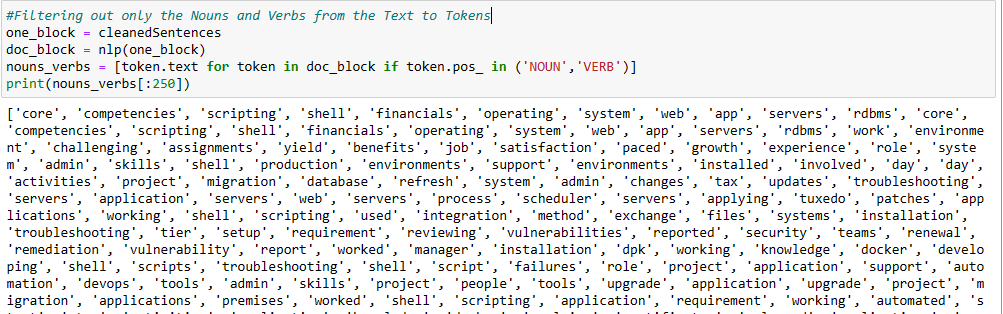 #Filtering out only the Nouns and Verbs from the Text to Tokens
one_block = cleanedSentences
doc_block = nlp(one_block)
nouns_verbs = [token.text for token in doc_block if token.pos_ in ('NOUN','VERB')]
print(nouns_verbs[:250])
['core', 'competencies', 'scripting', 'shell', 'financials', 'operating', 'system', 'web', 'app', 'servers', 'rdbms', 'core',
'competencies', 'scripting', 'shell', 'financials', 'operating', 'system', 'web', 'app', 'servers', 'rdbms', 'work', 'environme
nt', 'challenging', 'assignments', 'yield', 'benefits', 'job', 'satisfaction', 'paced', 'growth', 'experience', 'role', 'syste
m', 'admin', 'skills', 'shell', 'production', 'environments', 'support', 'environments', 'installed', 'involved', 'day', 'day',
'activities', 'project', 'migration', 'database', 'refresh', 'system', 'admin', 'changes', 'tax', 'updates', 'troubleshooting',
'servers', 'application', 'servers', 'web', 'servers', 'process', 'scheduler', 'servers', 'applying', 'tuxedo', 'patches', 'app
lications', 'working', 'shell', 'scripting', 'used', 'integration', 'method', 'exchange', 'files', 'systems', 'installation',
'troubleshooting', 'tier', 'setup', 'requirement', 'reviewing', 'vulnerabilities', 'reported', 'security', 'teams', 'renewal',
'remediation', 'vulnerability', 'report', 'worked', 'manager', 'installation', 'dpk', 'working', 'knowledge', 'docker', 'develo
ping', 'shell', 'scripts', 'troubleshooting', 'shell', 'script', 'failures', 'role', 'project', 'application', 'support', 'auto
mation', 'devops', 'tools', 'admin', 'skills', 'project', 'people', 'tools', 'upgrade', 'application', 'upgrade', 'project', 'm
igration', 'applications', 'premises', 'worked', 'shell', 'scripting', 'application', 'requirement', 'working', 'automated', 's